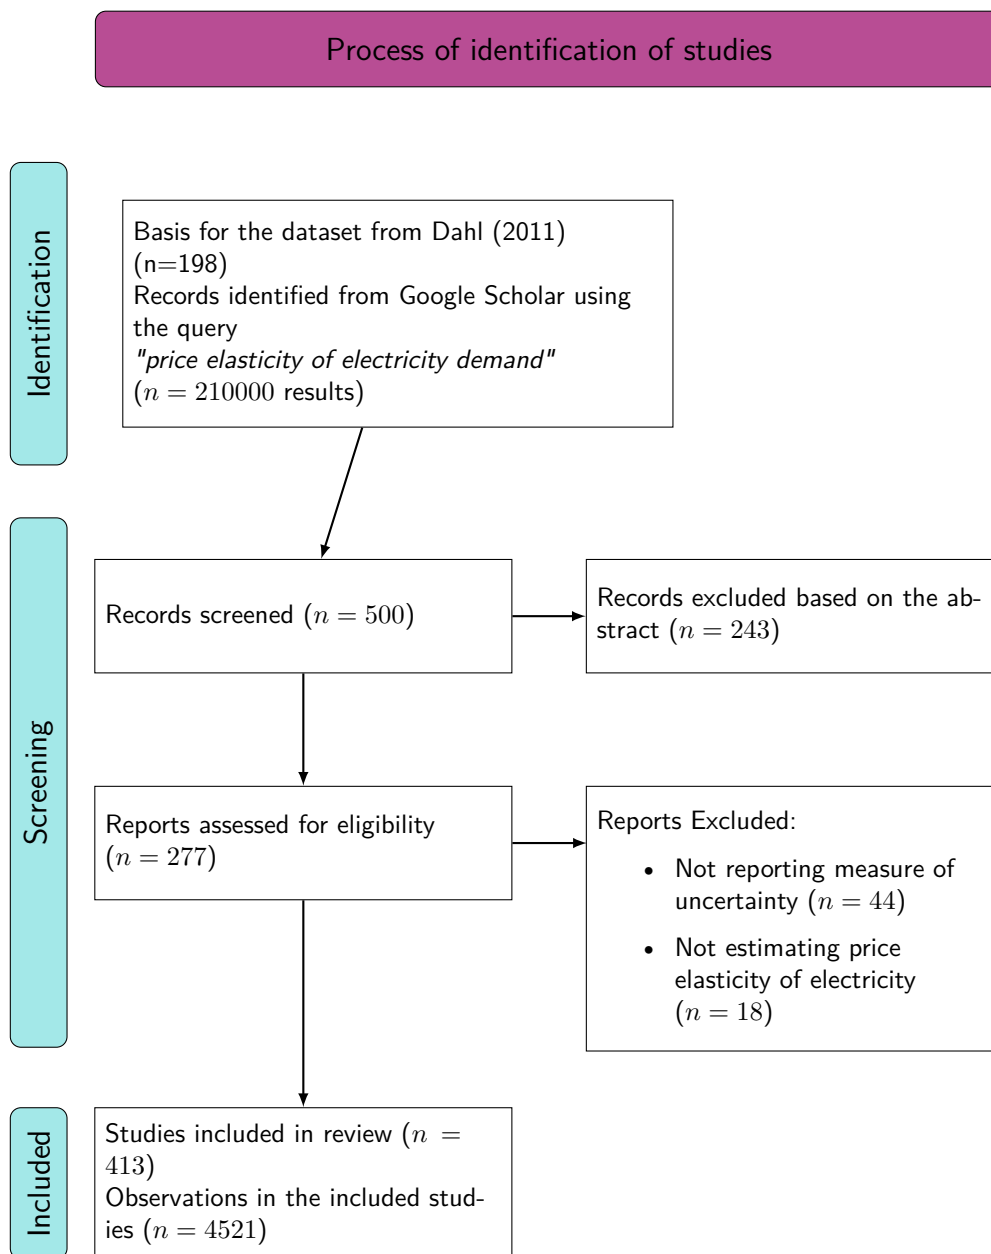 Process of identification of studies
Identification
Basis for the dataset from Dahl (2011)
(n=198)
Records identified from Google Scholar using
the query
"price elasticity of electricity demand"
(n = 210000 results)
Screening
Records screened (n = 500)
Records excluded based on the ab-
stract (n = 243)
Reports assessed for eligibility
(n = 277)
Reports Excluded:
• Not reporting measure of
uncertainty (n = 44)
• Not estimating price
elasticity of electricity
(n = 18)
Included
Studies included in review (n =
413)
Observations in the included stud-
ies (n = 4521)